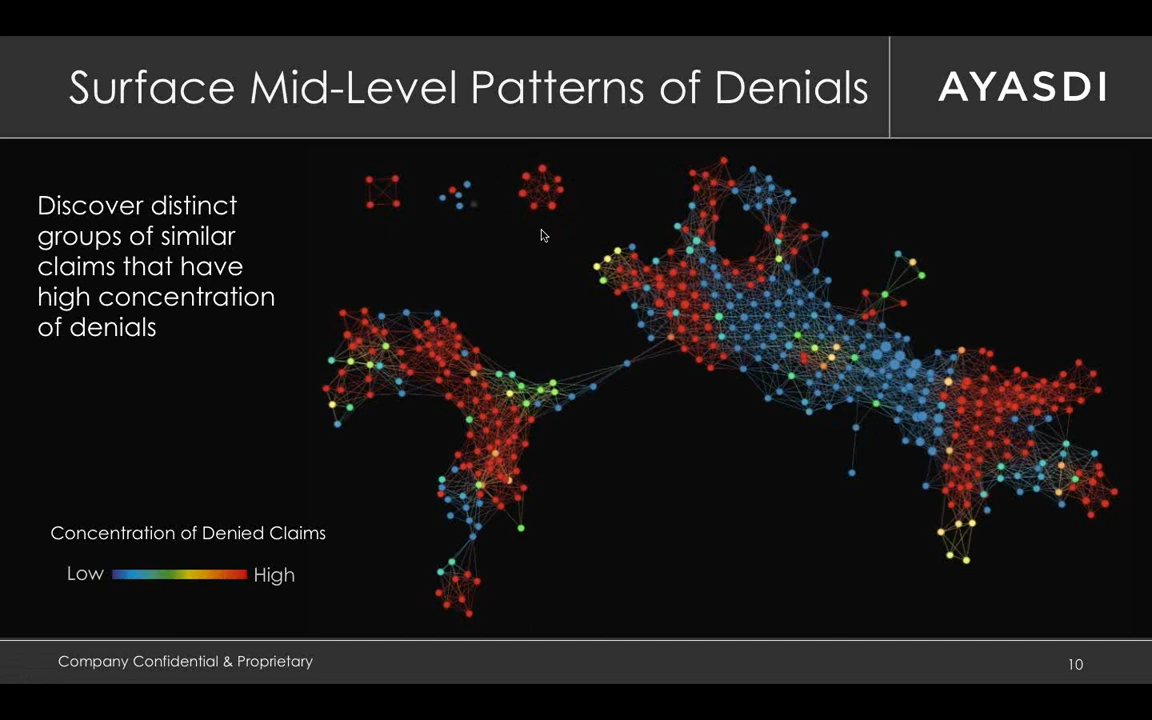 Surface Mid-Level Patterns of Denials
AYASDI
Discover distinct
groups of similar
claims that have
high concentration
of denials
Concentration of Denied Claims
Low
High
Company Confidential & Proprietary
10